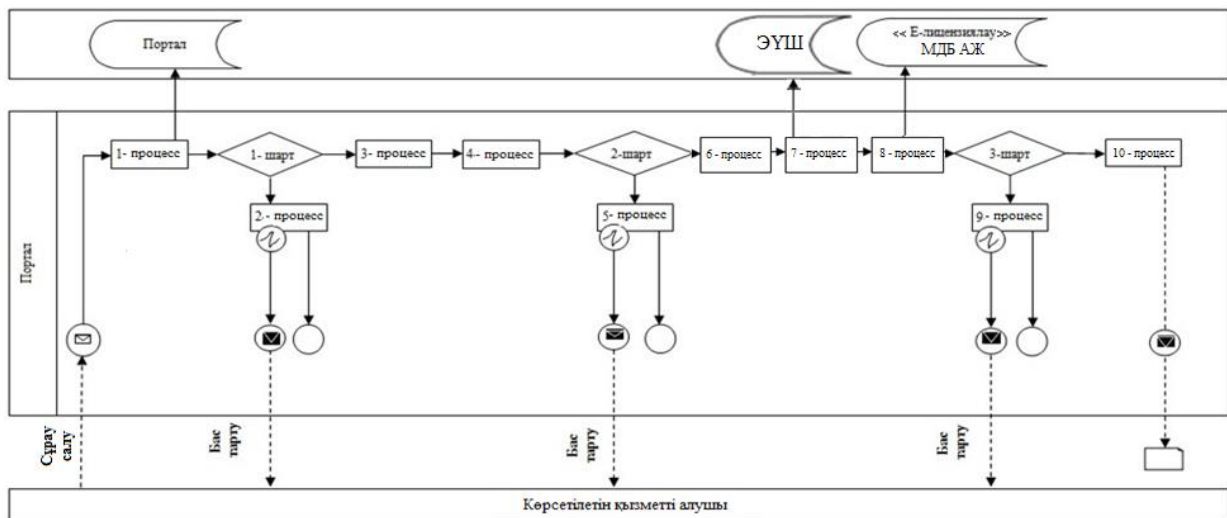 Портал
ЭҮШ
<< Е-лицензиялау>>
МДБ АЖ
Портал
1- процесс
1- шарт
3- процесс
4- процесс
2-шарт
6 - процесс
7 - процесс
8 - процесс
3-шарт
10 - процесс
2 - процесс
5- процесс
9- процесс
Сұрау
салу
Бас
тарту
Бас
тарту
Бас
тарту
Көрсетілетін қызметті алушы